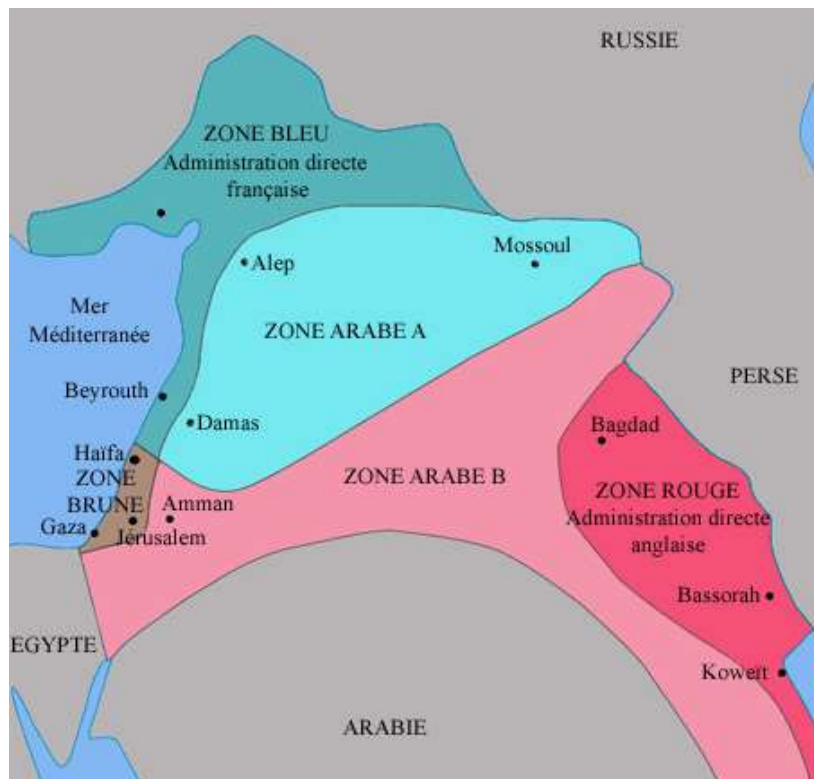 RUSSIE
ZONE BLEU
Administration directe
française
Mossoul
Alep
Mer
Méditerranée
ZONE ARABE A
PERSE
Beyrouth
Damas
Bagdad
Haïfa
ZONE
BRUNE
ZONE ARABE B
ZONE ROUGE
Administration directe
anglaise
Amman
Gaza
Jérusalem
Bassorah
EGYPTE
Koweït
ARABIE